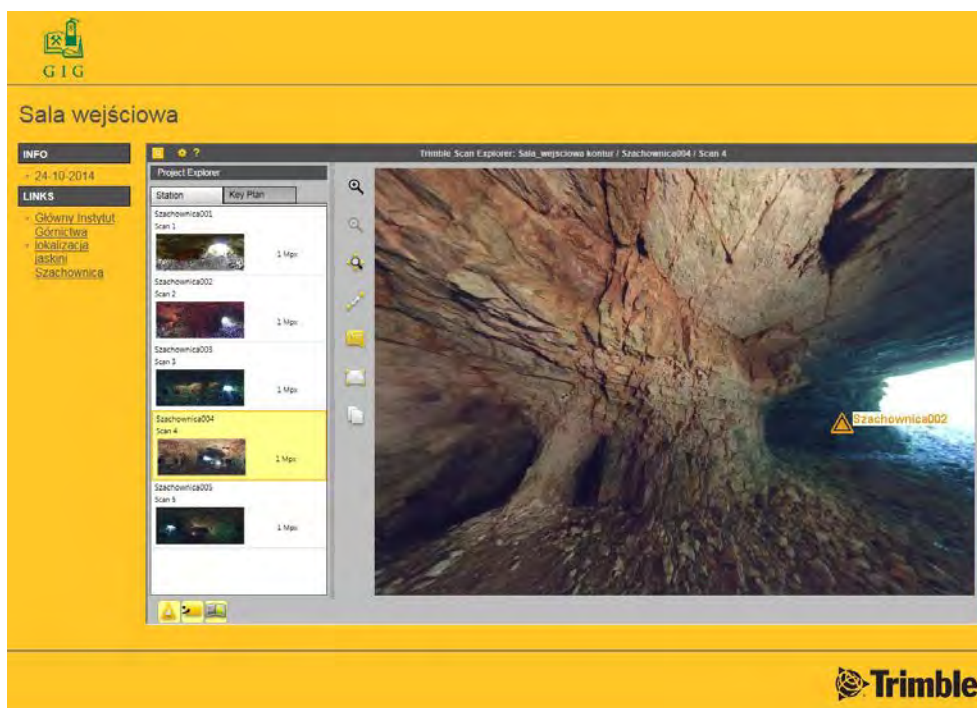 GIG
Sala wejściowa
INFO
24-10-2014
LINKS
Główny Instytut
Górnictwa
lokalizacja
jaskini
Szachownica
?
Trimble Scan Explorer: Sala_wejsciowa kontur / Szachownica004 / Scan 4
Project Explorer
Station
Key Plan
Szachownica001
Scan 1
1 Mpx
Szachownica002
Scan 2
1 Mpx
Szachownica003
Scan 3
1 Mpx
Szachownica004
Scan 4
1 Mpx
Szachownica005
Scan 5
1 Mpx
Szachownica002
Trimble